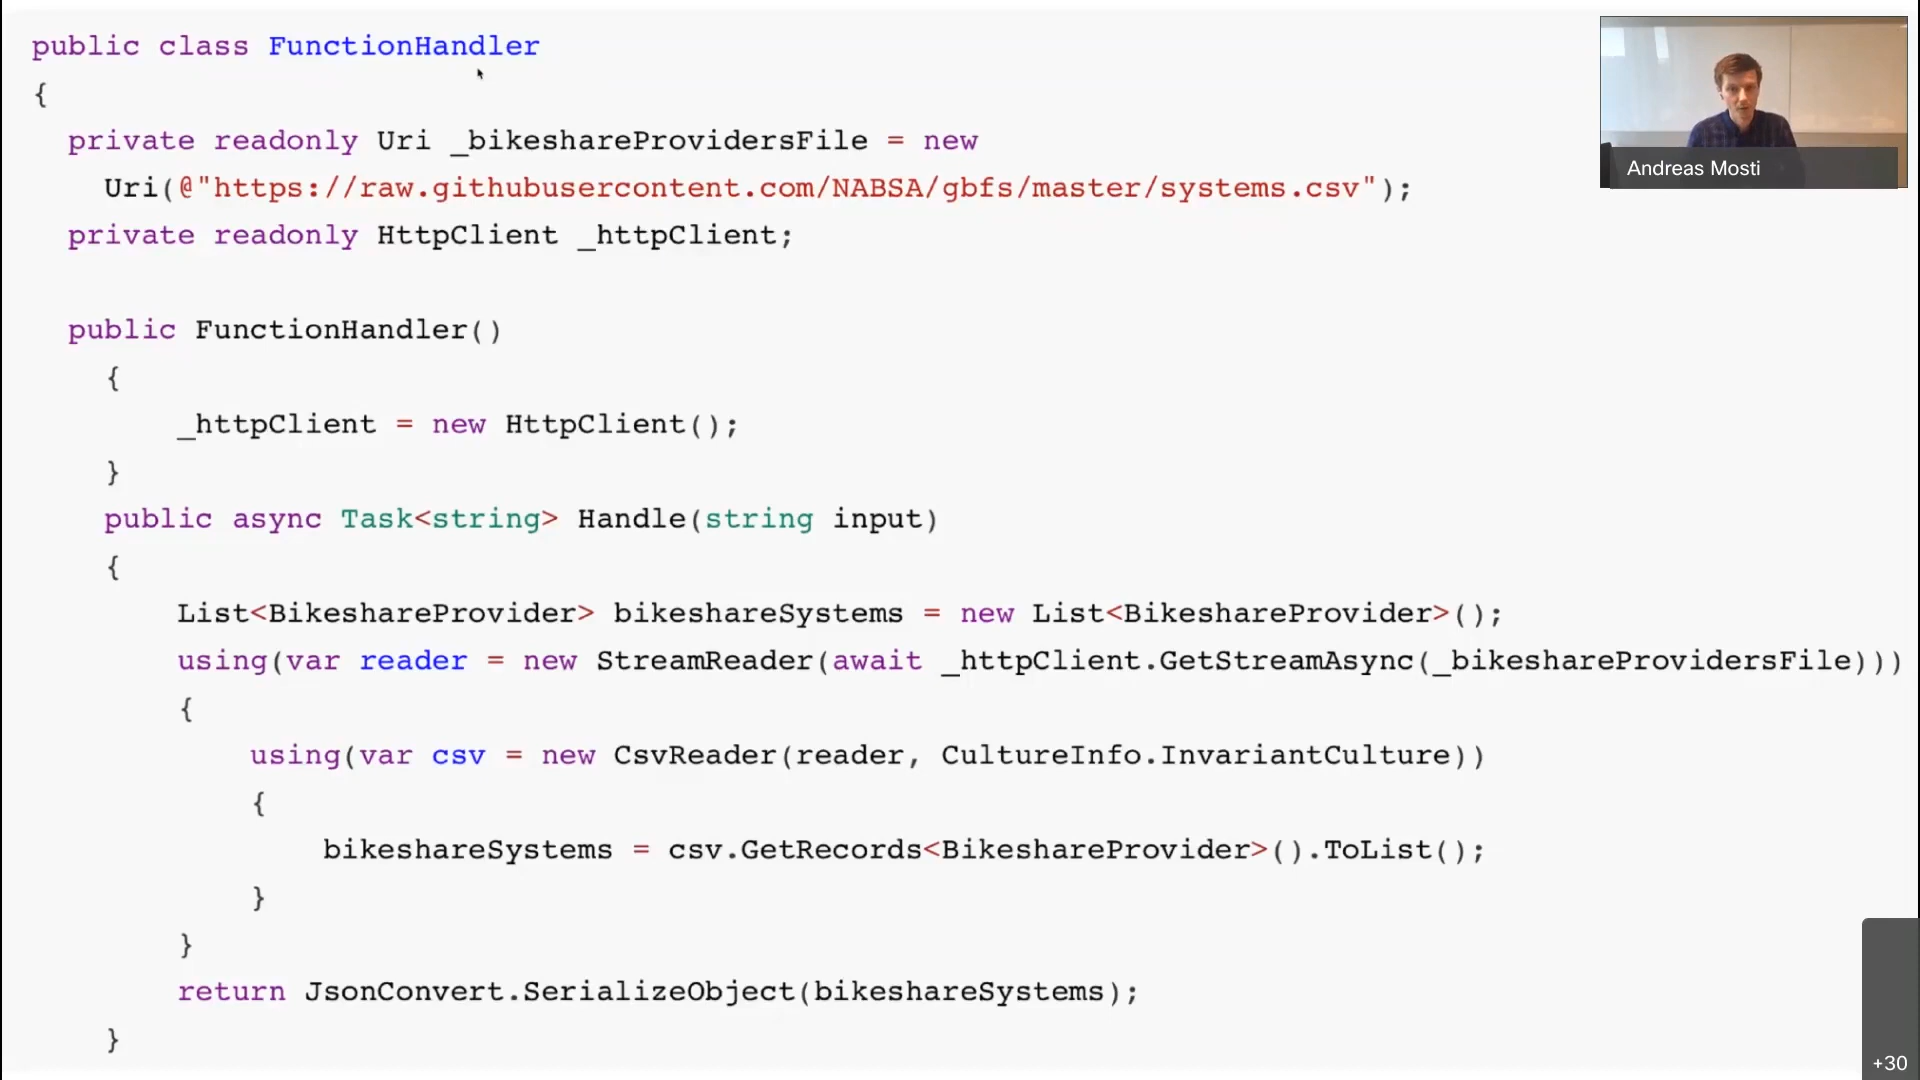 public class FunctionHandler
{
private readonly Uri _bikeshareProvidersFile = new
Uri(@"https://raw.githubusercontent.com/NABSA/gbfs/master/systems.csv");
private readonly HttpClient _httpClient;
public FunctionHandler()
{
_httpClient = new HttpClient();
}
public async Task<string> Handle(string input)
{
List<BikeshareProvider> bikeshareSystems = new List<BikeshareProvider>();
using(var reader = new StreamReader(await _httpClient.GetStreamAsync(_bikeshareProvidersFile)))
{
using(var csv = new CsvReader(reader, CultureInfo.InvariantCulture))
{
bikeshareSystems = csv.GetRecords<BikeshareProvider>().ToList();
}
}
return JsonConvert.SerializeObject(bikeshareSystems);
}
Andreas Mosti
+30